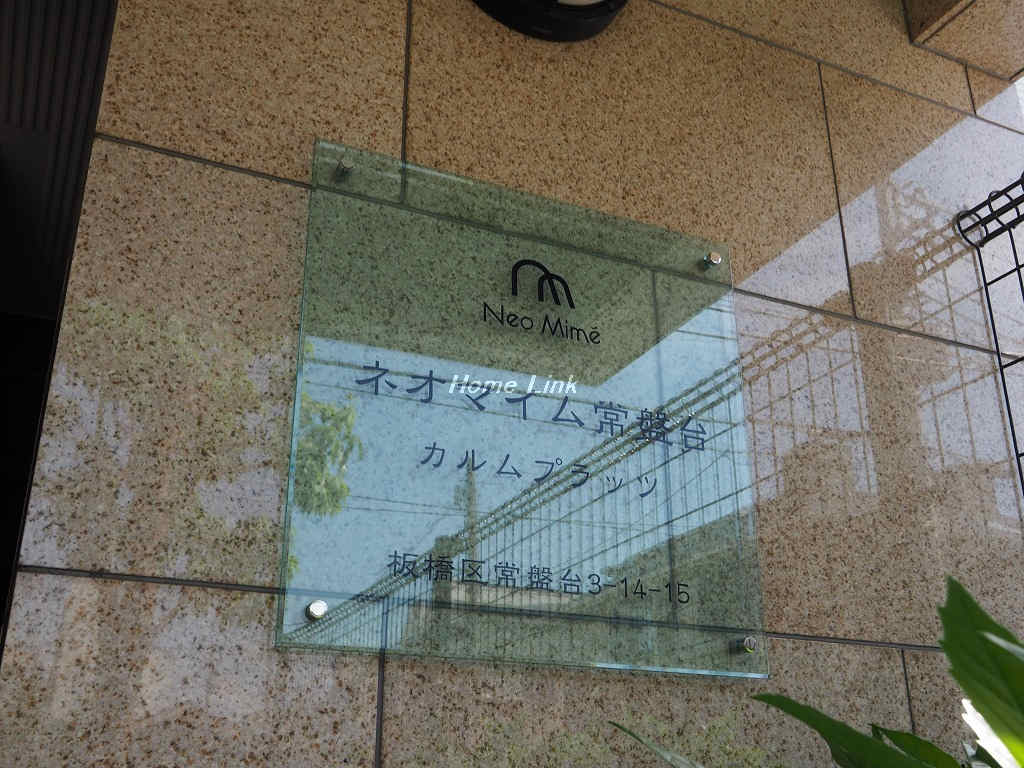 Neo Mimé
ネオマイム常盤台
Home Link
カルムプラッツ
板橋区常盤台3-14-15